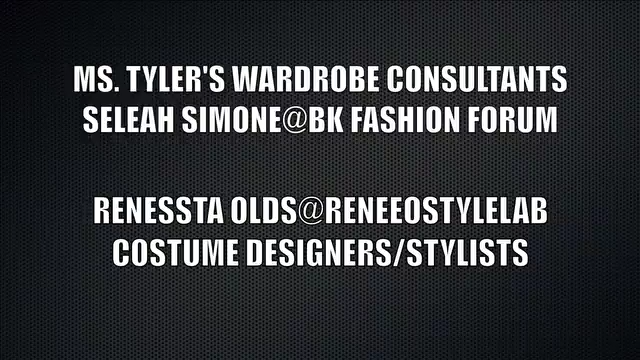 MS. TYLER'S WARDROBE CONSULTANTS
SELEAH SIMONE@BK FASHION FORUM
RENESSTA OLDS@RENEEOSTYLELAB
COSTUME DESIGNERS/STYLISTS